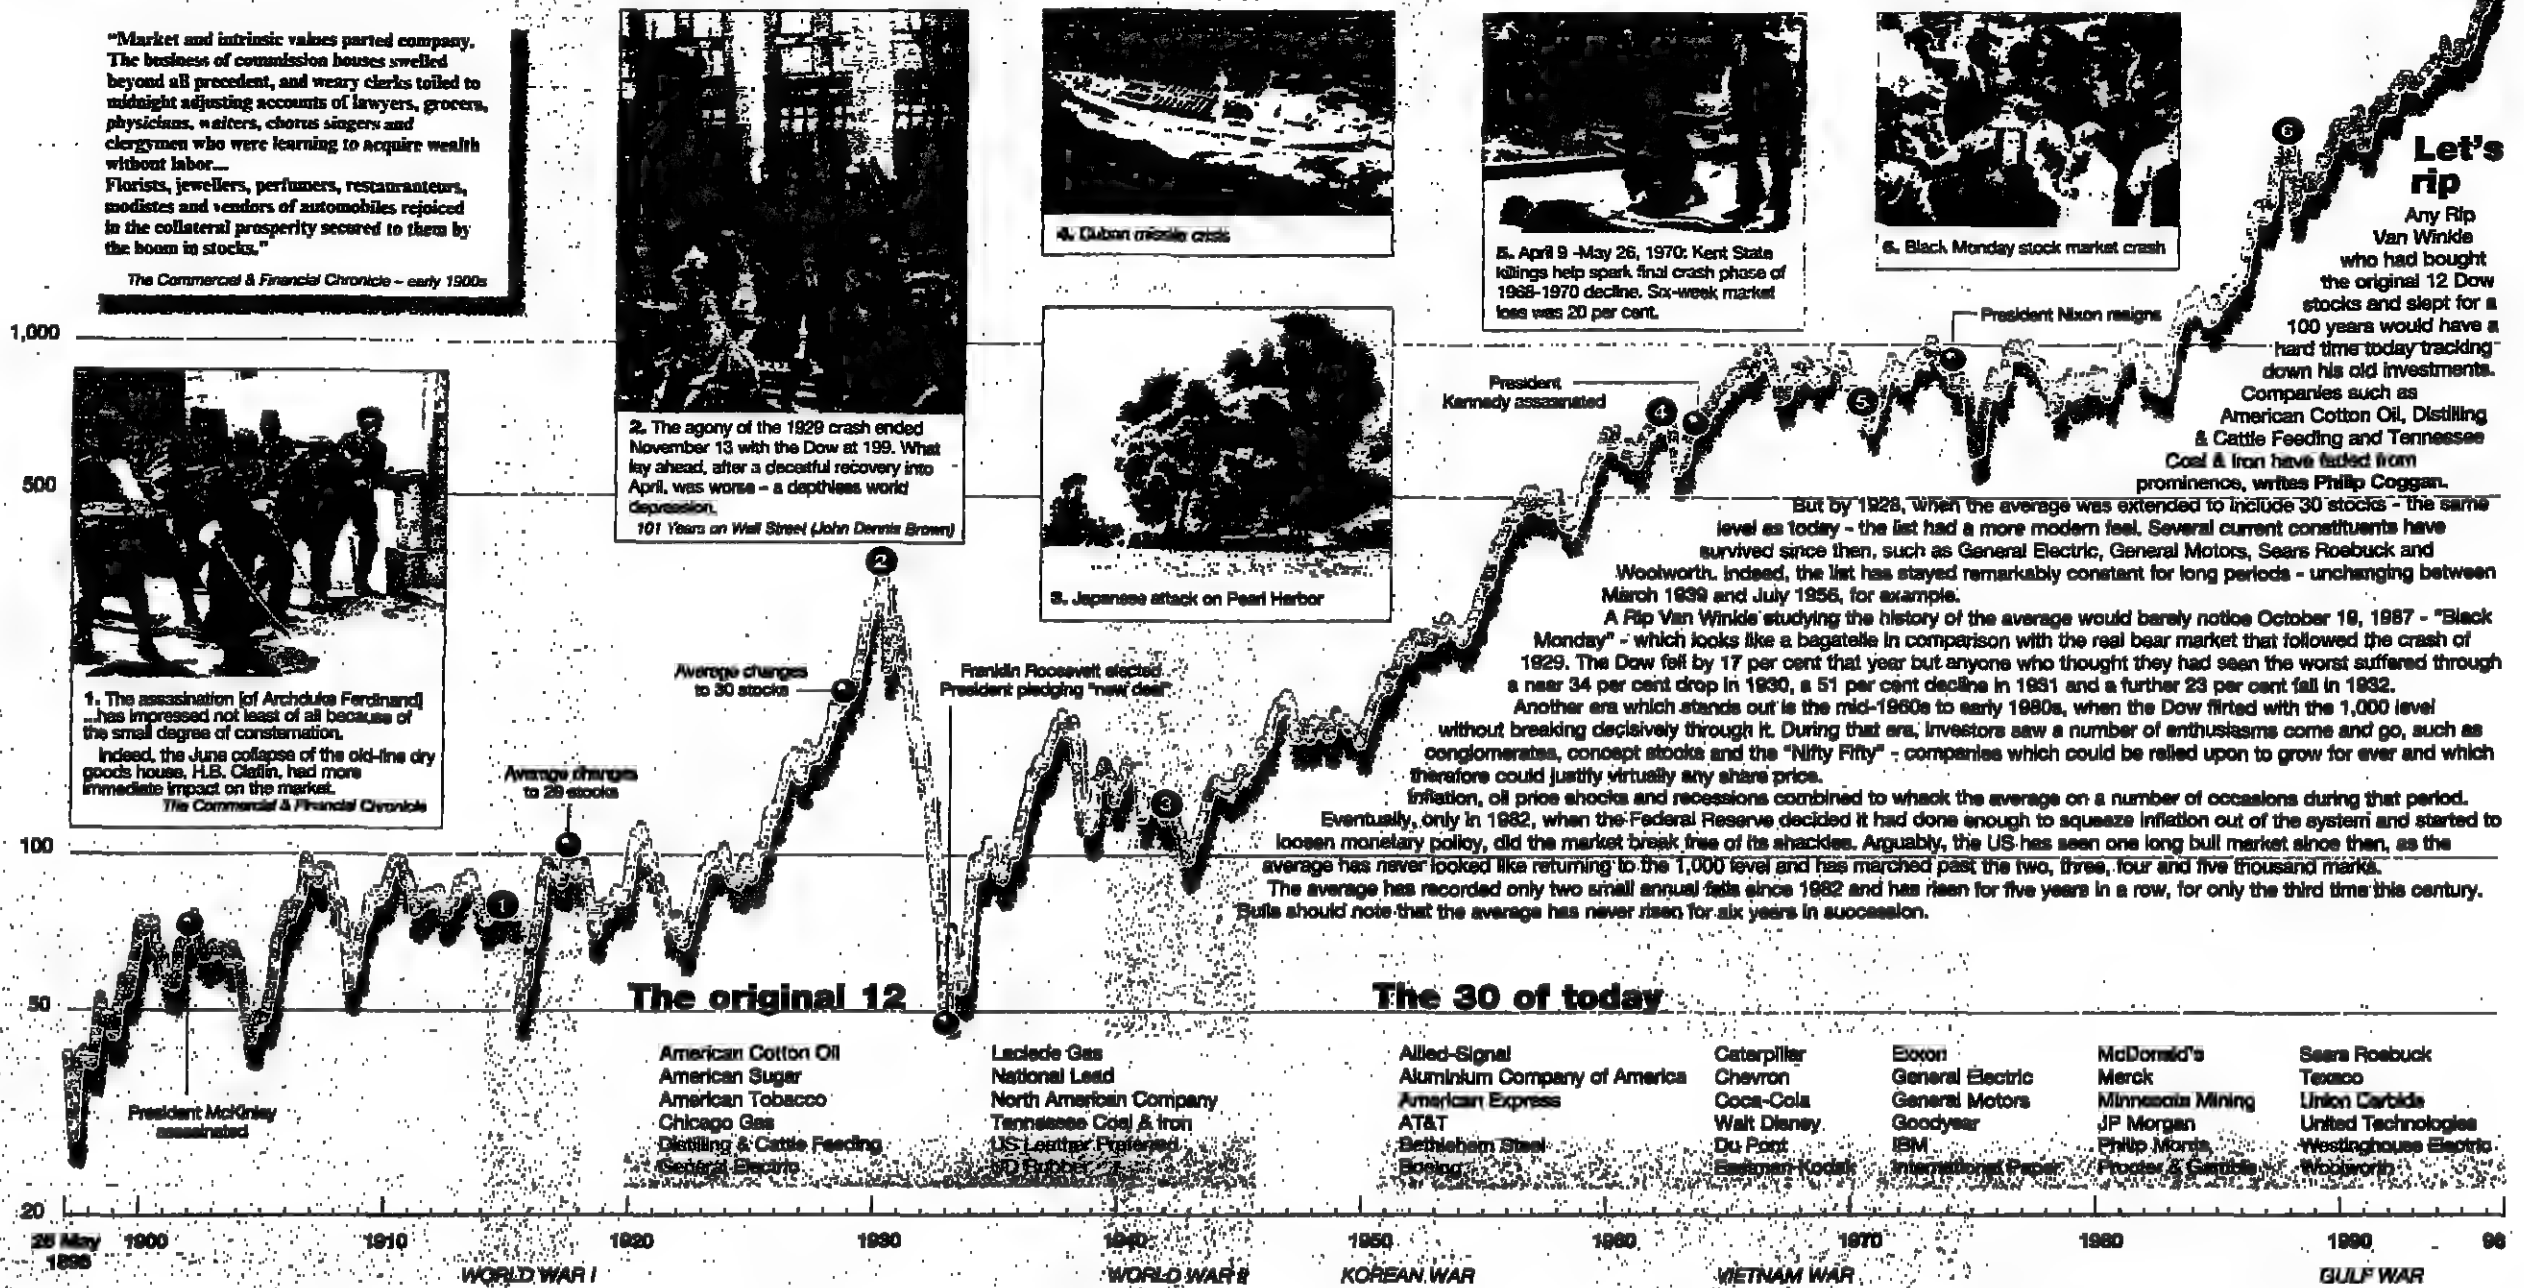 "Market and intrinsic values parted company.
The business of commission houses swelled
beyond all precedent, and weary clerks toiled to
midnight adjusting accounts of lawyers, grocers,
physicians, waiters, chorus singers and
clergymen who were learning to acquire wealth
without labor...
Florists, jewellers, perfumers, restauranteurs,
modistes and vendors of automobiles rejoiced
in the collateral prosperity secured to them by
the boom in stocks."
The Commercial & Financial Chronicle – early 1900s
1. The assasination [of Archduke Ferdinand]
...has impressed not least of all because of
the small degree of consternation.
Indeed, the June collapse of the old-line dry
goods house, H.B. Claflin, had more
immediate impact on the market.
The Commercial & Financial Chronicle
2. The agony of the 1929 crash ended
November 13 with the Dow at 199. What
lay ahead, after a deceitful recovery into
April, was worse – a depthless world
depression.
101 Years on Wall Street (John Dennis Brown)
4. Cuban missile crisis
3. Japanese attack on Pearl Harbor
5. April 9 -May 26, 1970: Kent State
killings help spark final crash phase of
1968-1970 decline. Six-week market
loss was 20 per cent.
6. Black Monday stock market crash
1,000
500
100
50
20
President McKinley
assassinated
1
Average changes
to 20 stocks
Average changes
to 30 stocks
2
Franklin Roosevelt elected
President pledging "new deal"
3
President
Kennedy assassinated
4
5
President Nixon resigns
6
Let's
rip
Any Rip
Van Winkle
who had bought
the original 12 Dow
stocks and slept for a
100 years would have a
hard time today tracking
down his old investments.
Companies such as
American Cotton Oil, Distilling
& Cattle Feeding and Tennessee
Coal & Iron have faded from
prominence, writes Philip Coggan.
But by 1928, when the average was extended to include 30 stocks – the same
level as today – the list had a more modern feel. Several current constituents have
survived since then, such as General Electric, General Motors, Sears Roebuck and
Woolworth. Indeed, the list has stayed remarkably constant for long periods – unchanging between
March 1939 and July 1956, for example.
A Rip Van Winkle studying the history of the average would barely notice October 19, 1987 – "Black
Monday" – which looks like a bagatelle in comparison with the real bear market that followed the crash of
1929. The Dow fell by 17 per cent that year but anyone who thought they had seen the worst suffered through
a near 34 per cent drop in 1930, a 51 per cent decline in 1931 and a further 23 per cent fall in 1932.
Another era which stands out is the mid-1960s to early 1980s, when the Dow flirted with the 1,000 level
without breaking decisively through it. During that era, investors saw a number of enthusiasms come and go, such as
conglomerates, concept stocks and the "Nifty Fifty" – companies which could be relied upon to grow for ever and which
therefore could justify virtually any share price.
Inflation, oil price shocks and recessions combined to whack the average on a number of occasions during that period.
Eventually, only in 1982, when the Federal Reserve decided it had done enough to squeeze inflation out of the system and started to
loosen monetary policy, did the market break free of its shackles. Arguably, the US has seen one long bull market since then, as the
average has never looked like returning to the 1,000 level and has marched past the two, three, four and five thousand marks.
The average has recorded only two small annual falls since 1982 and has risen for five years in a row, for only the third time this century.
Bulls should note that the average has never risen for six years in succession.
The original 12
American Cotton Oil
American Sugar
American Tobacco
Chicago Gas
Distilling & Cattle Feeding
General Electric
Laclede Gas
National Lead
North American Company
Tennessee Coal & Iron
US Leather Preferred
Rubber
The 30 of today
Allied-Signal
Aluminium Company of America
American Express
AT&T
Bethlehem Steel
Boeing
Caterpillar
Chevron
Coca-Cola
Walt Disney
Du Pont
Eastman Kodak
Exxon
General Electric
General Motors
Goodyear
IBM
International Paper
McDonald's
Merck
Minnesota Mining
JP Morgan
Philip Morris
Procter & Gamble
Sears Roebuck
Texaco
Union Carbide
United Technologies
Westinghouse Electric
Woolworth
26 May
1896
1900
1910
1920
1930
1940
1950
1960
1970
1980
1990
96
WORLD WAR I
WORLD WAR II
KOREAN WAR
VIETNAM WAR
GULF WAR